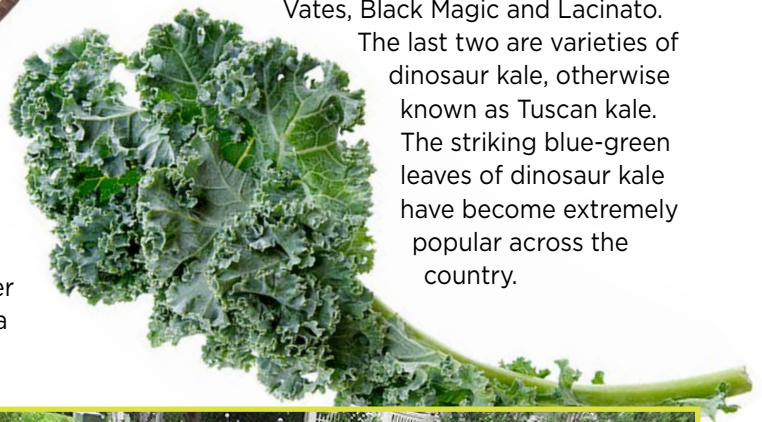 Vates, Black Magic and Lacinato.
The last two are varieties of
dinosaur kale, otherwise
known as Tuscan kale.
The striking blue-green
leaves of dinosaur kale
have become extremely
popular across the
country.
er
a